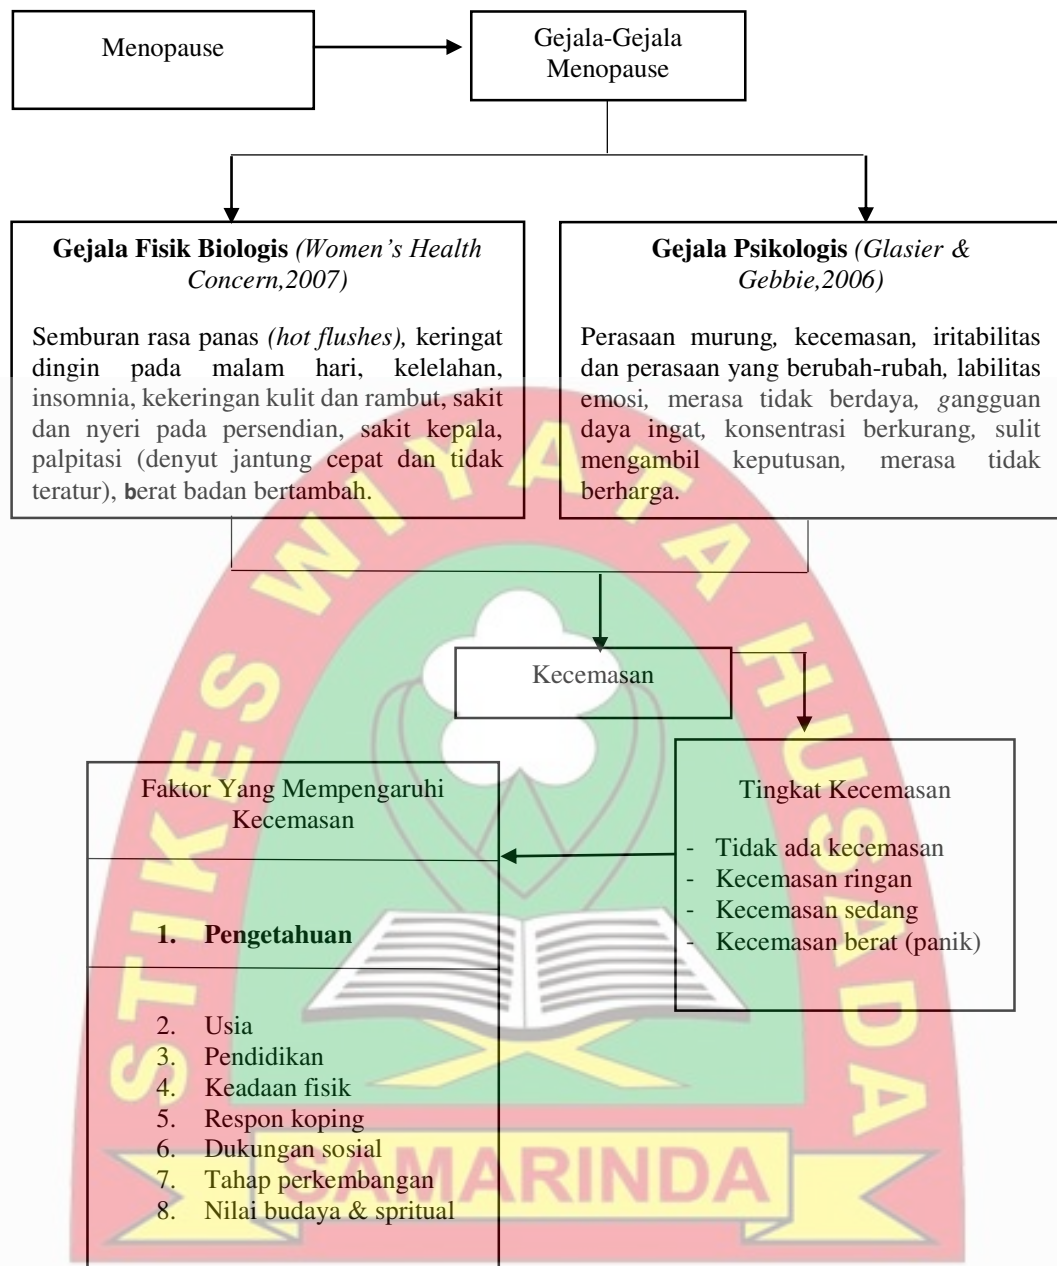 Menopause
Gejala-Gejala
Menopause
Gejala Fisik Biologis (Women's Health
Concern,2007)
Semburan rasa panas (hot flushes), keringat
dingin pada malam hari, kelelahan,
insomnia, kekeringan kulit dan rambut, sakit
dan nyeri pada persendian, sakit kepala,
palpitasi (denyut jantung cepat dan tidak
teratur), berat badan bertambah.
Gejala Psikologis (Glasier &
Gebbie,2006)
Perasaan murung, kecemasan, iritabilitas
dan perasaan yang berubah-rubah, labilitas
emosi, merasa tidak berdaya, gangguan
daya ingat, konsentrasi berkurang, sulit
mengambil keputusan, merasa tidak
berharga.
Kecemasan
Tingkat Kecemasan
- Tidak ada kecemasan
- Kecemasan ringan
- Kecemasan sedang
- Kecemasan berat (panik)
Faktor Yang Mempengaruhi
Kecemasan
1. Pengetahuan
2. Usia
3. Pendidikan
4. Keadaan fisik
5. Respon koping
6. Dukungan sosial
7. Tahap perkembangan
8. Nilai budaya & spritual
STIKES WIYATA HUSADA
SAMARINDA